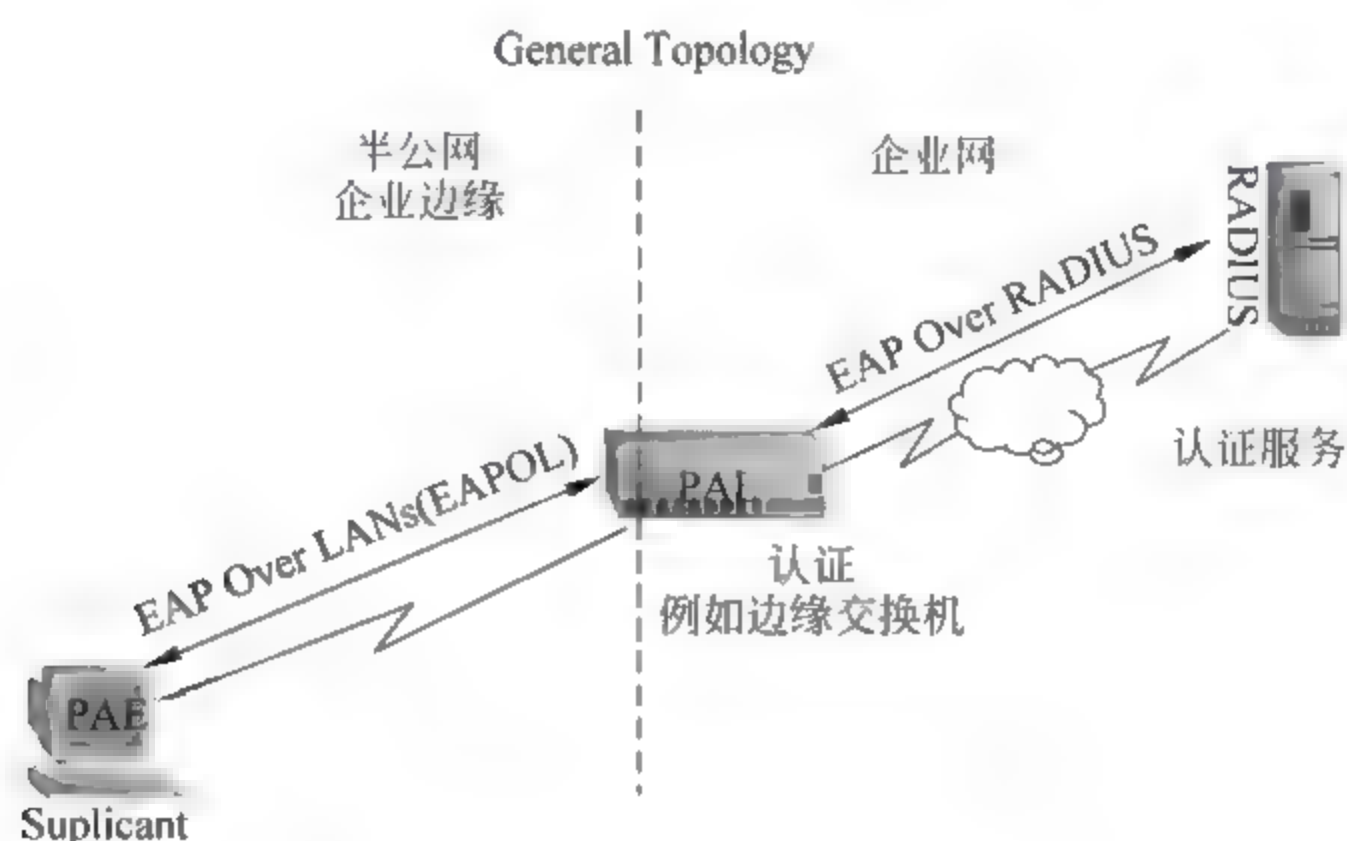 General Topology
半公网
企业边缘
企业网
RADIUS
EAP Over RADIUS
认证服务
EAP Over LANs(EAPOL)
认证
例如边缘交换机
PAE
Suplicant